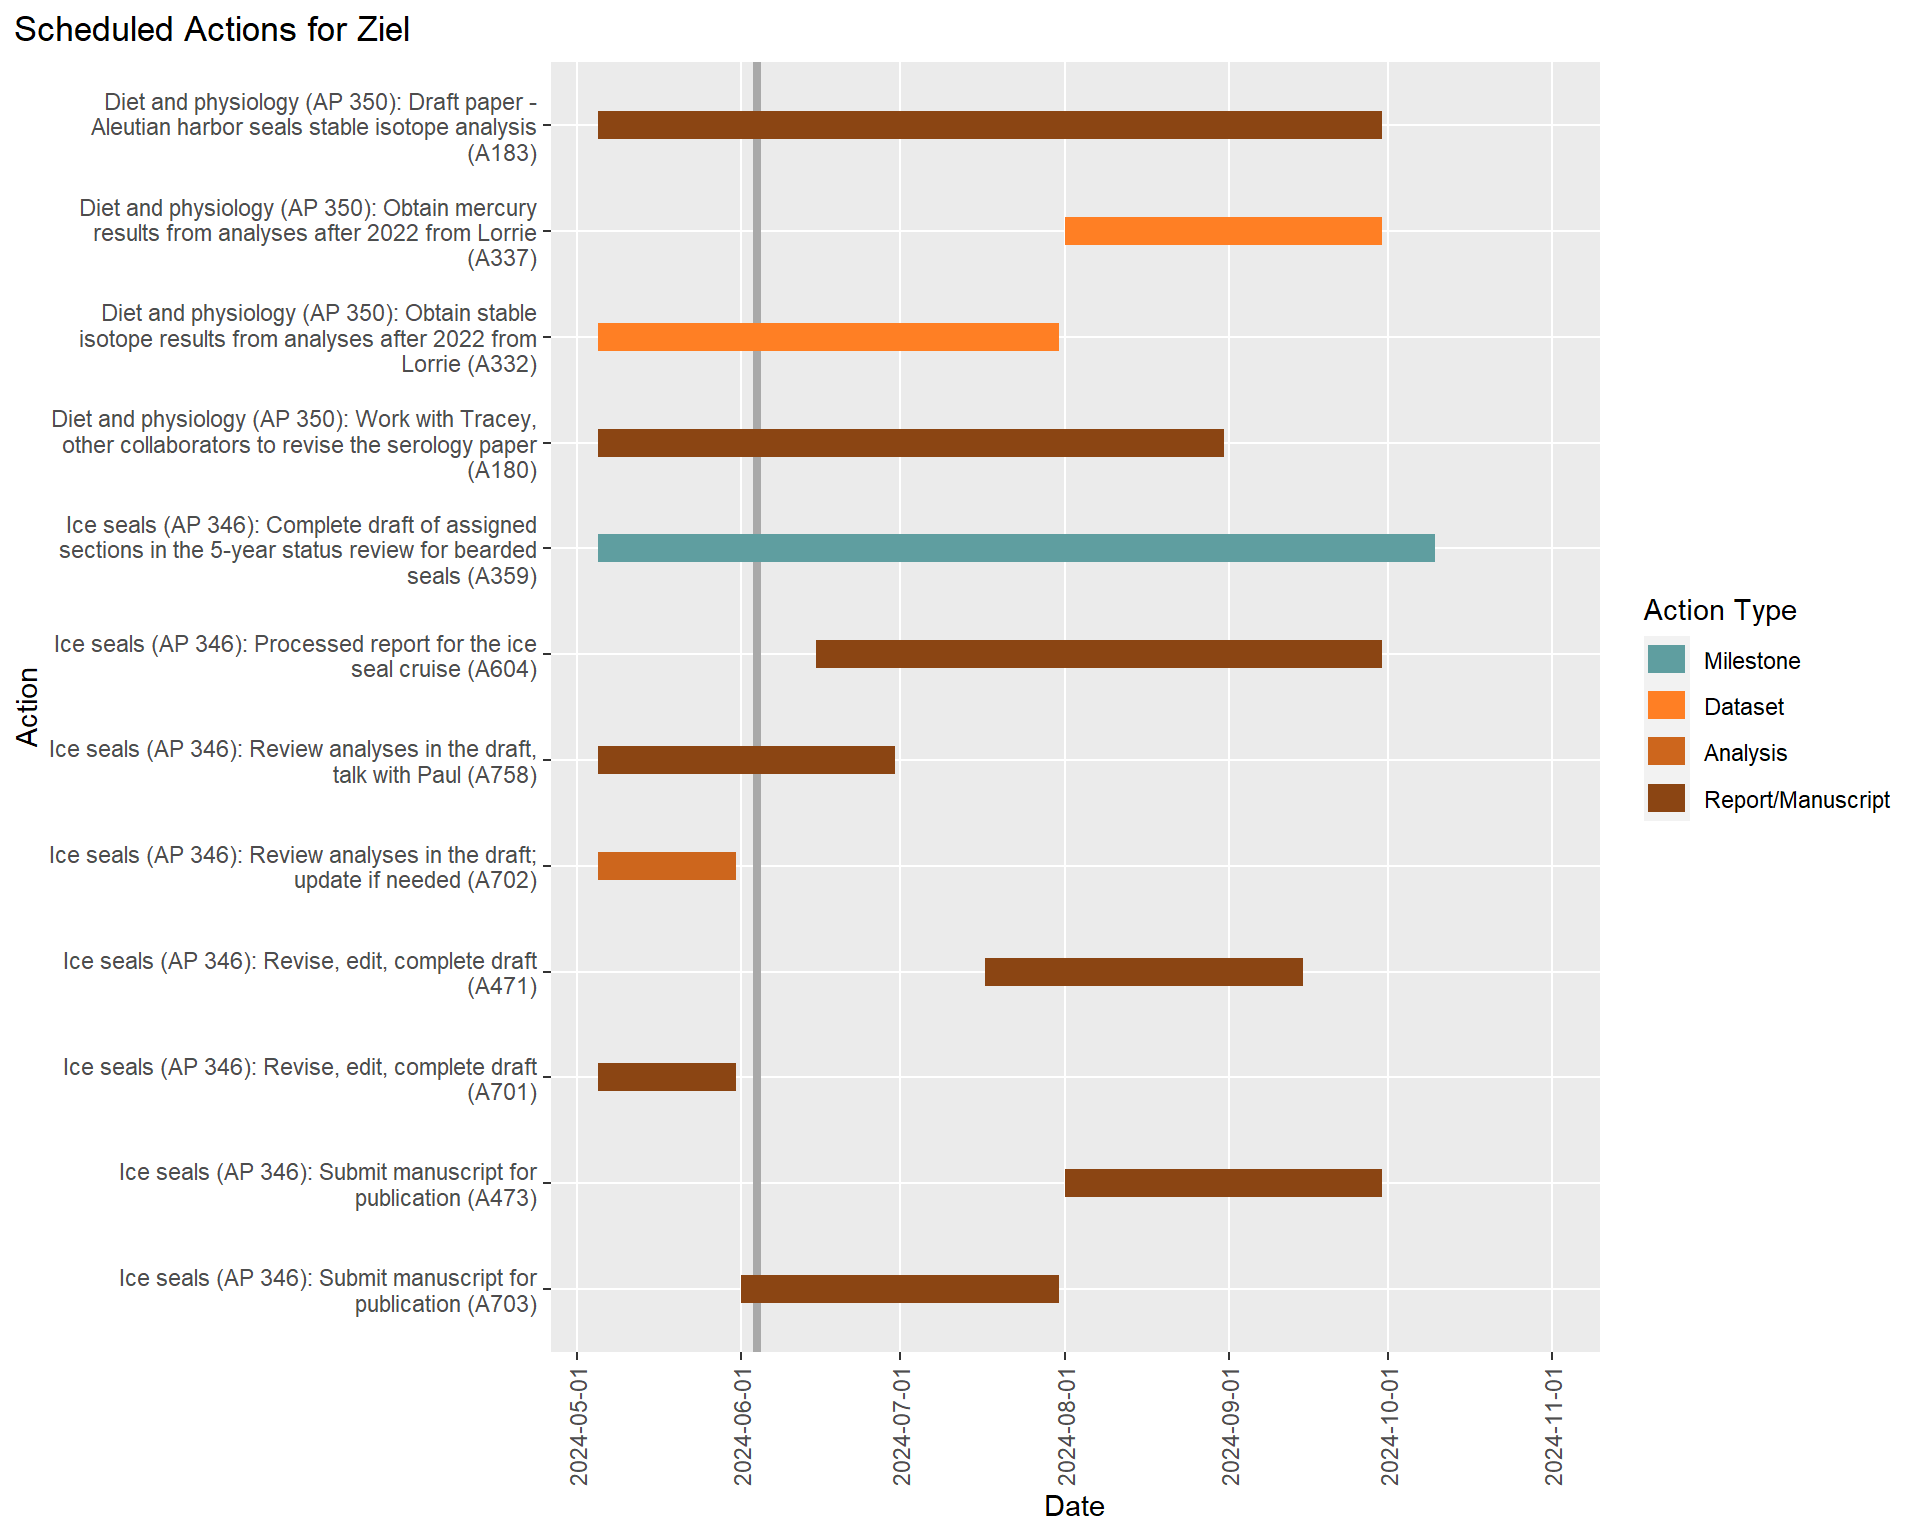 Scheduled Actions for Ziel
Diet and physiology (AP 350): Draft paper -
Aleutian harbor seals stable isotope analysis
(A183)
Diet and physiology (AP 350): Obtain mercury
results from analyses after 2022 from Lorrie
(A337)
Diet and physiology (AP 350): Obtain stable
isotope results from analyses after 2022 from
Lorrie (A332)
Diet and physiology (AP 350): Work with Tracey,
other collaborators to revise the serology paper
(A180)
Ice seals (AP 346): Complete draft of assigned
sections in the 5-year status review for bearded
seals (A359)
Ice seals (AP 346): Processed report for the ice
seal cruise (A604)
Ice seals (AP 346): Review analyses in the draft,
talk with Paul (A758)
Ice seals (AP 346): Review analyses in the draft;
update if needed (A702)
Ice seals (AP 346): Revise, edit, complete draft
(A471)
Ice seals (AP 346): Revise, edit, complete draft
(A701)
Ice seals (AP 346): Submit manuscript for
publication (A473)
Ice seals (AP 346): Submit manuscript for
publication (A703)
Action
2024-05-01
2024-06-01
2024-07-01
2024-08-01
2024-09-01
2024-10-01
2024-11-01
Date
Action Type
Milestone
Dataset
Analysis
Report/Manuscript